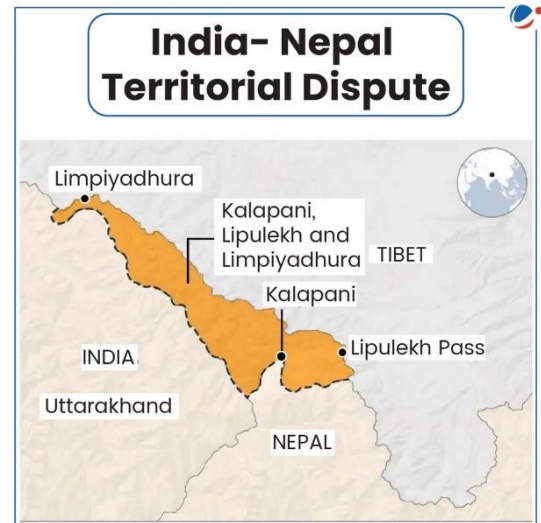 India- Nepal
Territorial Dispute
Limpiyadhura
Kalapani,
Lipulekh and
Limpiyadhura
TIBET
Kalapani
Lipulekh Pass
INDIA
Uttarakhand
NEPAL